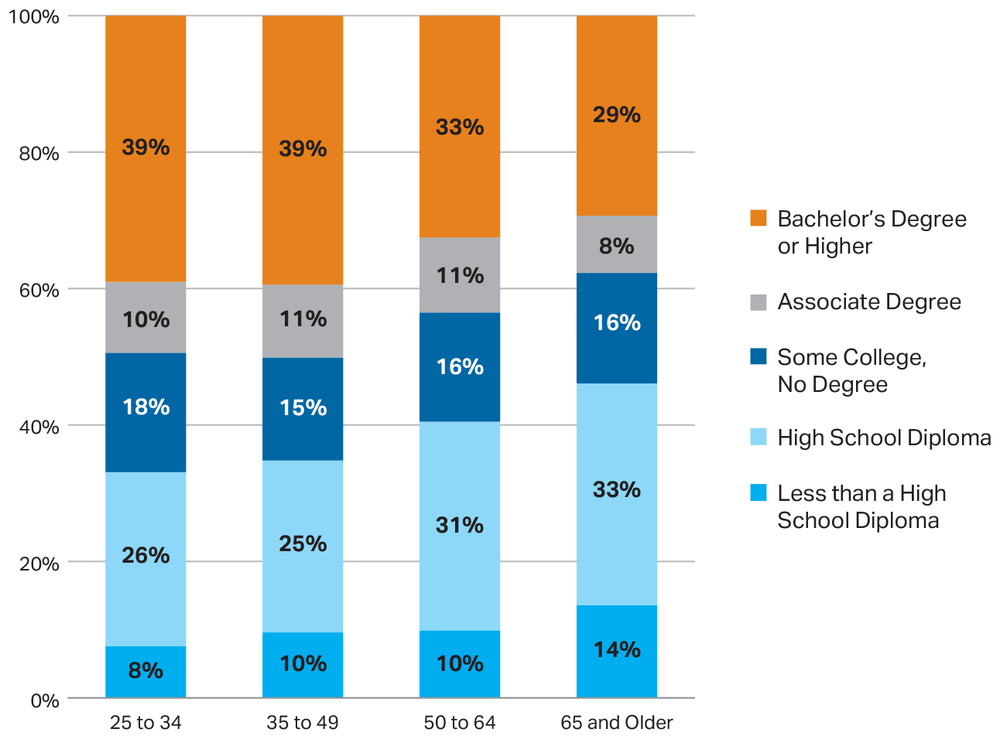 100%
80%
60%
40%
20%
0%
39%
10%
18%
26%
8%
39%
11%
15%
25%
10%
33%
11%
16%
31%
10%
29%
8%
16%
33%
14%
25 to 34
35 to 49
50 to 64
65 and Older
Bachelor’s Degree
or Higher
Associate Degree
Some College,
No Degree
High School Diploma
Less than a High
School Diploma